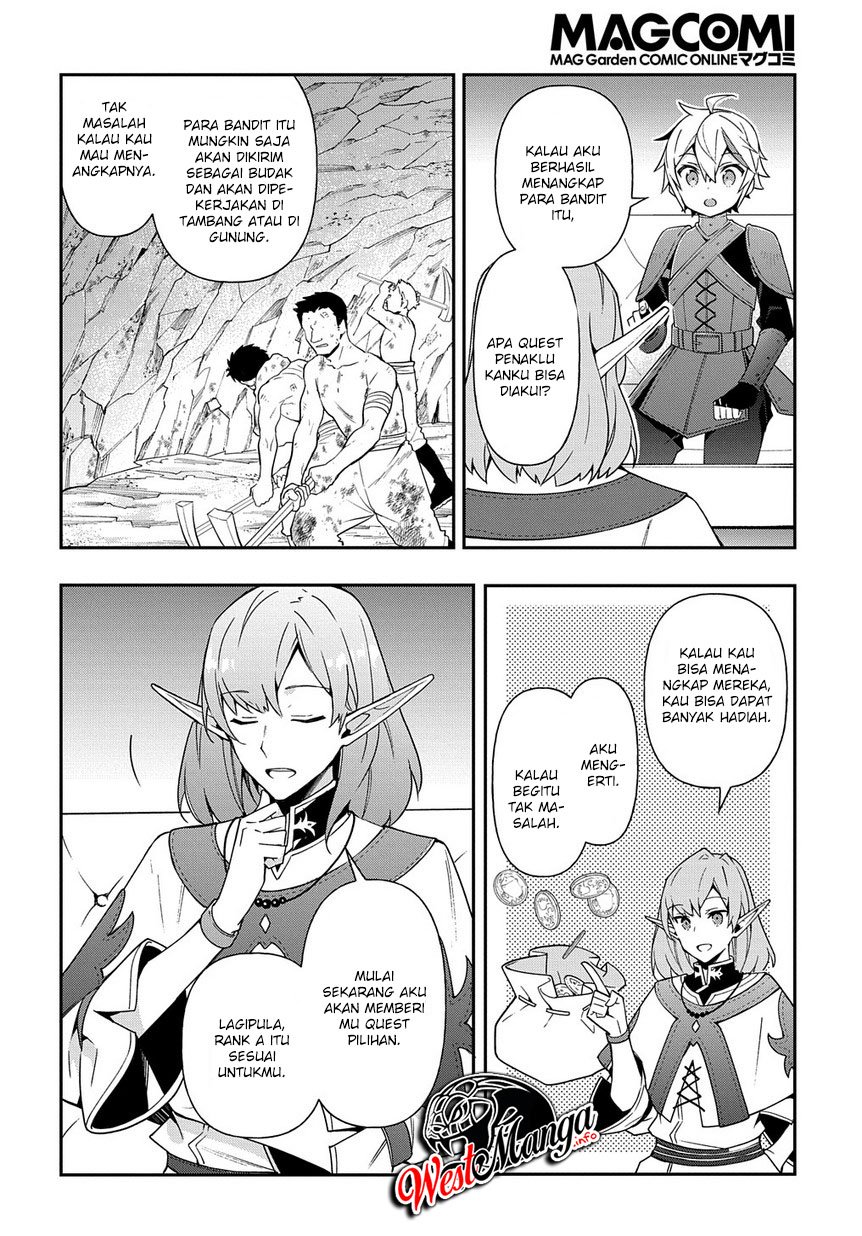 MAGCOMI
MAG Garden COMIC ONLINE マグコミ
KALAU AKU
BERHASIL
MENANGKAP
PARA BANDIT
ITU,
APA QUEST
PENAKLU
KANKU BISA
DIAKUI?
PARA BANDIT ITU
MUNGKIN SAJA
AKAN DIKIRIM
SEBAGAI BUDAK
DAN AKAN DIPE-
KERJAKAN DI
TAMBANG ATAU DI
GUNUNG.
TAK
MASALAH
KALAU KAU
MAU MEN-
ANGKAPNYA.
KALAU KAU
BISA MENA-
NGKAP MEREKA,
KAU BISA DAPAT
BANYAK HADIAH.
AKU
MENG-
ERTI.
KALAU
BEGITU
TAK MA-
SALAH.
MULAI
SEKARANG AKU
AKAN MEMBERI
MU QUEST
PILIHAN.
LAGIPULA,
RANK A ITU
SESUAI
UNTUKMU.
WestManga
.info